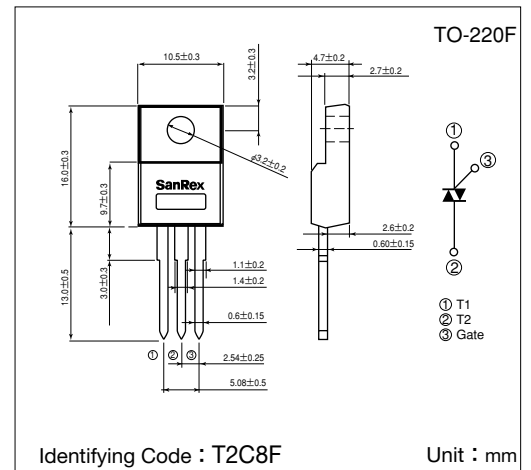 TO-220F
10.5±0.3
3.2±0.3
4.7±0.2
2.7±0.2
16.0±0.3
9.7±0.3
φ3.2±0.2
SanRex
① 
③
②
2.6±0.2
0.60±0.15
1.1±0.2
1.4±0.2
0.6±0.15
13.0±0.5
3.0±0.3
① ② ③
2.54±0.25
5.08±0.5
① T1
② T2
③ Gate
Identifying Code : T2C8F
Unit : mm